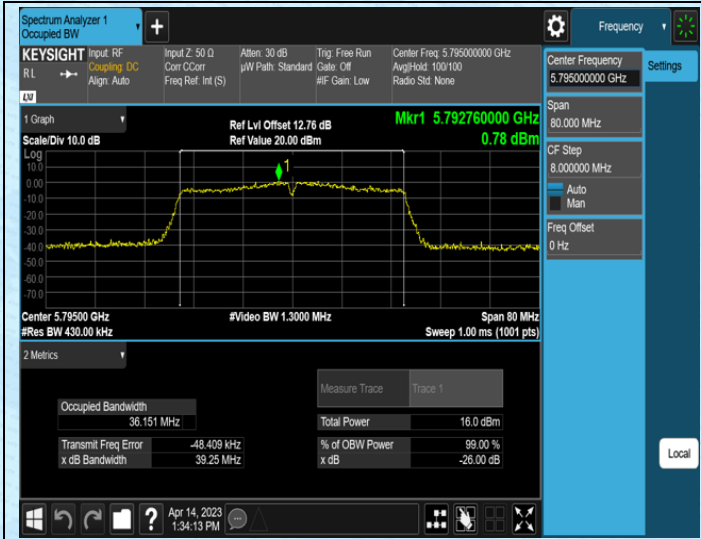 Spectrum Analyzer 1
Occupied BW
Frequency
KEYSIGHT
RL
LXI
Input: RF
Coupling: DC
Align: Auto
Input Z: 50 Ω
Corr CCorr
Freq Ref: Int (S)
Atten: 30 dB
µW Path: Standard
Trig: Free Run
Gate: Off
#IF Gain: Low
Center Freq: 5.795000000 GHz
Avg|Hold: 100/100
Radio Std: None
Center Frequency
5.795000000 GHz
Settings
Span
80.000 MHz
CF Step
8.000000 MHz
Auto
Man
Freq Offset
0 Hz
1 Graph
Scale/Div 10.0 dB
Ref Lvl Offset 12.76 dB
Ref Value 20.00 dBm
Mkr1 5.792760000 GHz
0.78 dBm
Log
10.0
0.00
-10.0
-20.0
-30.0
-40.0
-50.0
-60.0
-70.0
1
Center 5.79500 GHz
#Res BW 430.00 kHz
#Video BW 1.3000 MHz
Span 80 MHz
Sweep 1.00 ms (1001 pts)
2 Metrics
Measure Trace Trace 1
Occupied Bandwidth
36.151 MHz
Total Power 16.0 dBm
Transmit Freq Error -48.409 kHz
% of OBW Power 99.00 %
x dB Bandwidth 39.25 MHz
x dB -26.00 dB
Local
Apr 14, 2023
1:34:13 PM